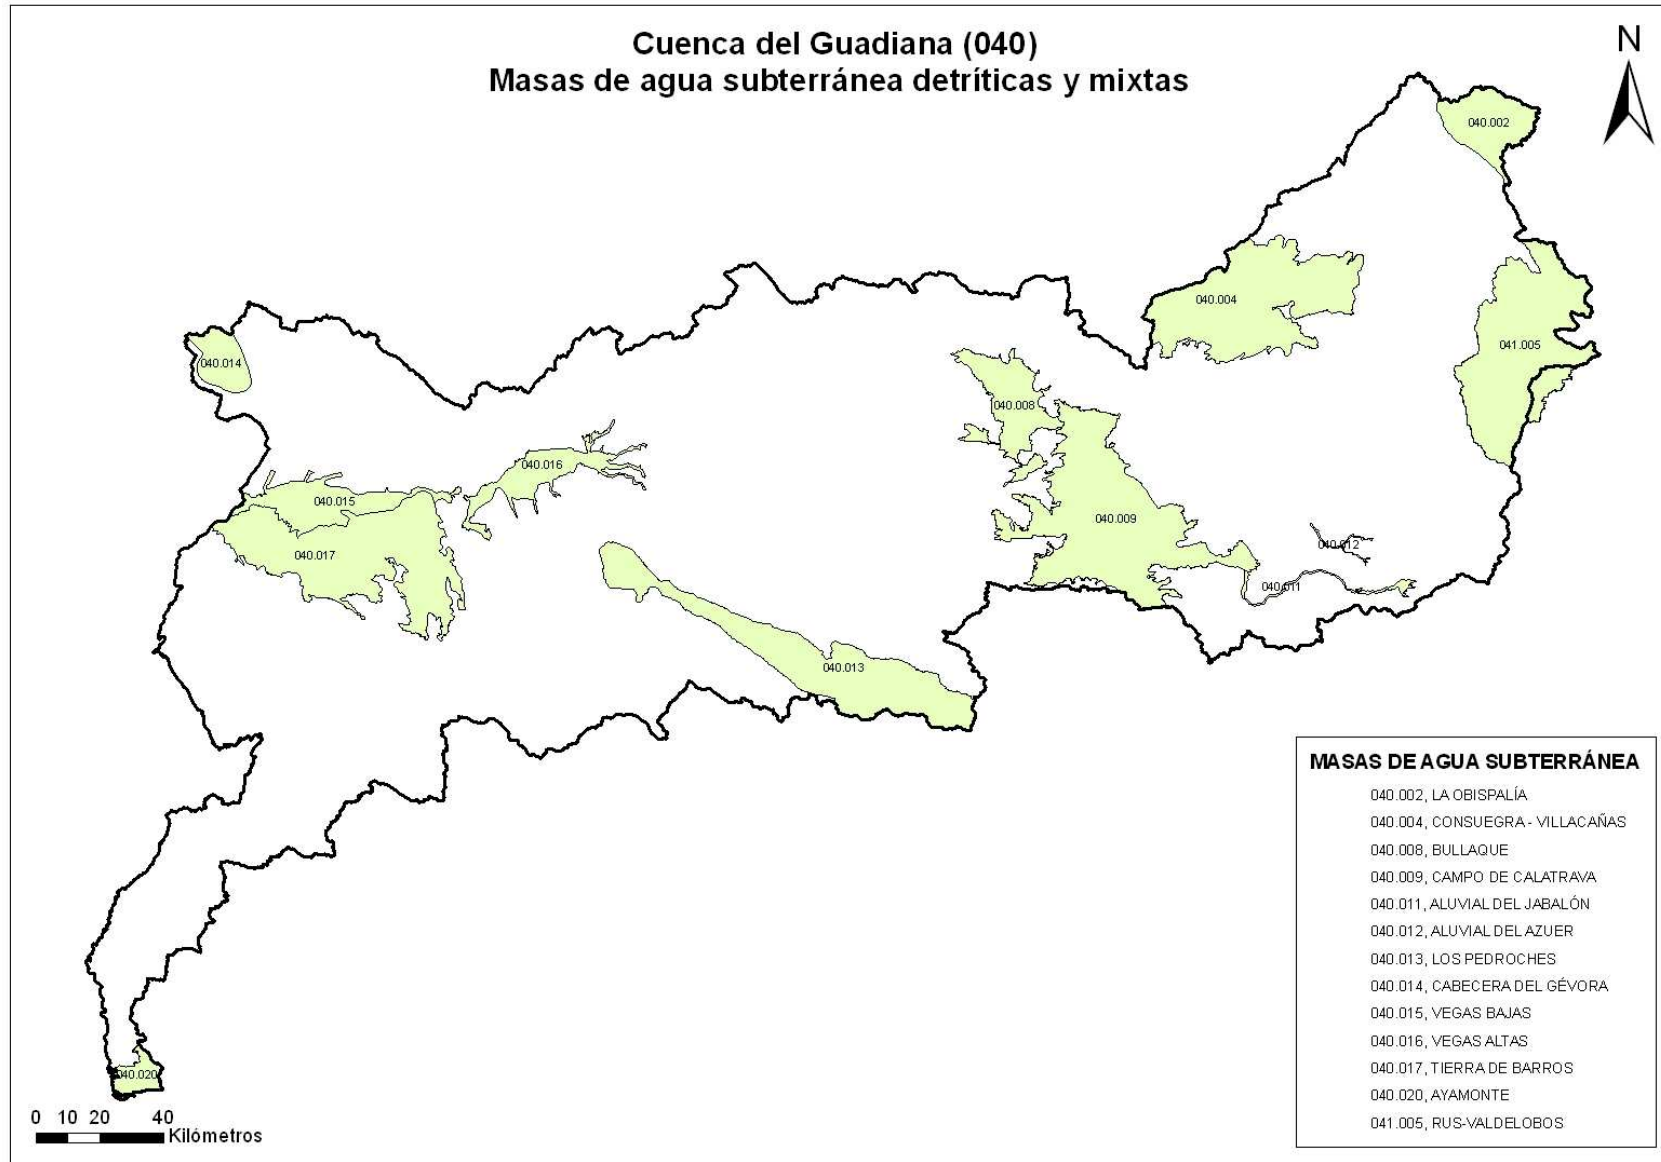 Cuenca del Guadiana (040)
Masas de agua subterránea detríticas y mixtas
N
040.002
040.004
041.005
040.014
040.008
040.016
040.015
040.009
040.017
040.012
040.011
040.013
040.020
0 10 20 40
Kilómetros
MASAS DE AGUA SUBTERRÁNEA
040.002, LA OBISPALÍA
040.004, CONSUEGRA - VILLACAÑAS
040.008, BULLAQUE
040.009, CAMPO DE CALATRAVA
040.011, ALUVIAL DEL JABALÓN
040.012, ALUVIAL DEL AZUER
040.013, LOS PEDROCHES
040.014, CABECERA DEL GÉVORA
040.015, VEGAS BAJAS
040.016, VEGAS ALTAS
040.017, TIERRA DE BARROS
040.020, AYAMONTE
041.005, RUS-VALDELOBOS